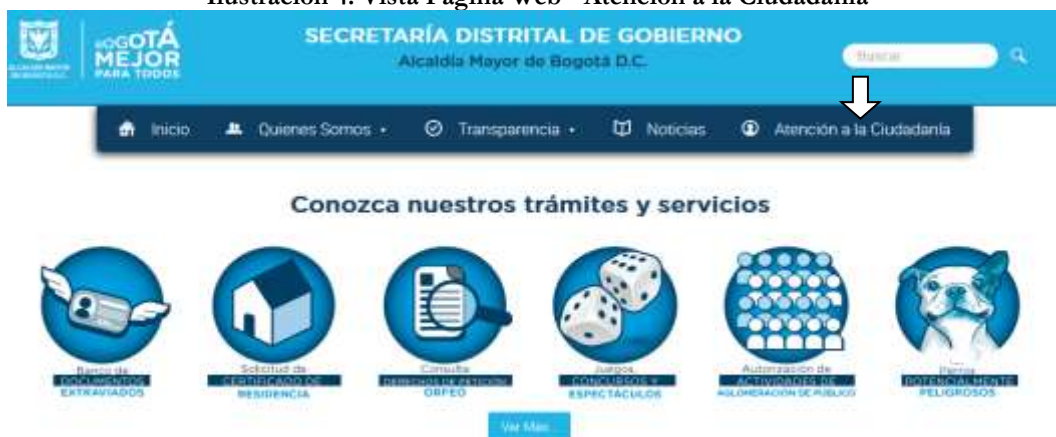 Ilustración 4. Vista Página Web - Atención a la Ciudadanía
BOGOTÁ
MEJOR
PARA TODOS
SECRETARÍA DISTRITAL DE GOBIERNO
Alcaldía Mayor de Bogotá D.C.
Buscar
Inicio
Quienes Somos
Transparencia
Noticias
Atención a la Ciudadanía
Conozca nuestros trámites y servicios
Banco de
DOCUMENTOS
EXTRAVIADOS
Solicitud de
CERTIFICADO DE
RESIDENCIA
Consulta
DERECHOS DE PETICIÓN
ORFEO
Juegos,
CONCURSOS Y
ESPECTÁCULOS
Autorización de
ACTIVIDADES DE
AGLOMERACIÓN DE PÚBLICO
Perros
POTENCIALMENTE
PELIGROSOS
Ver Más...